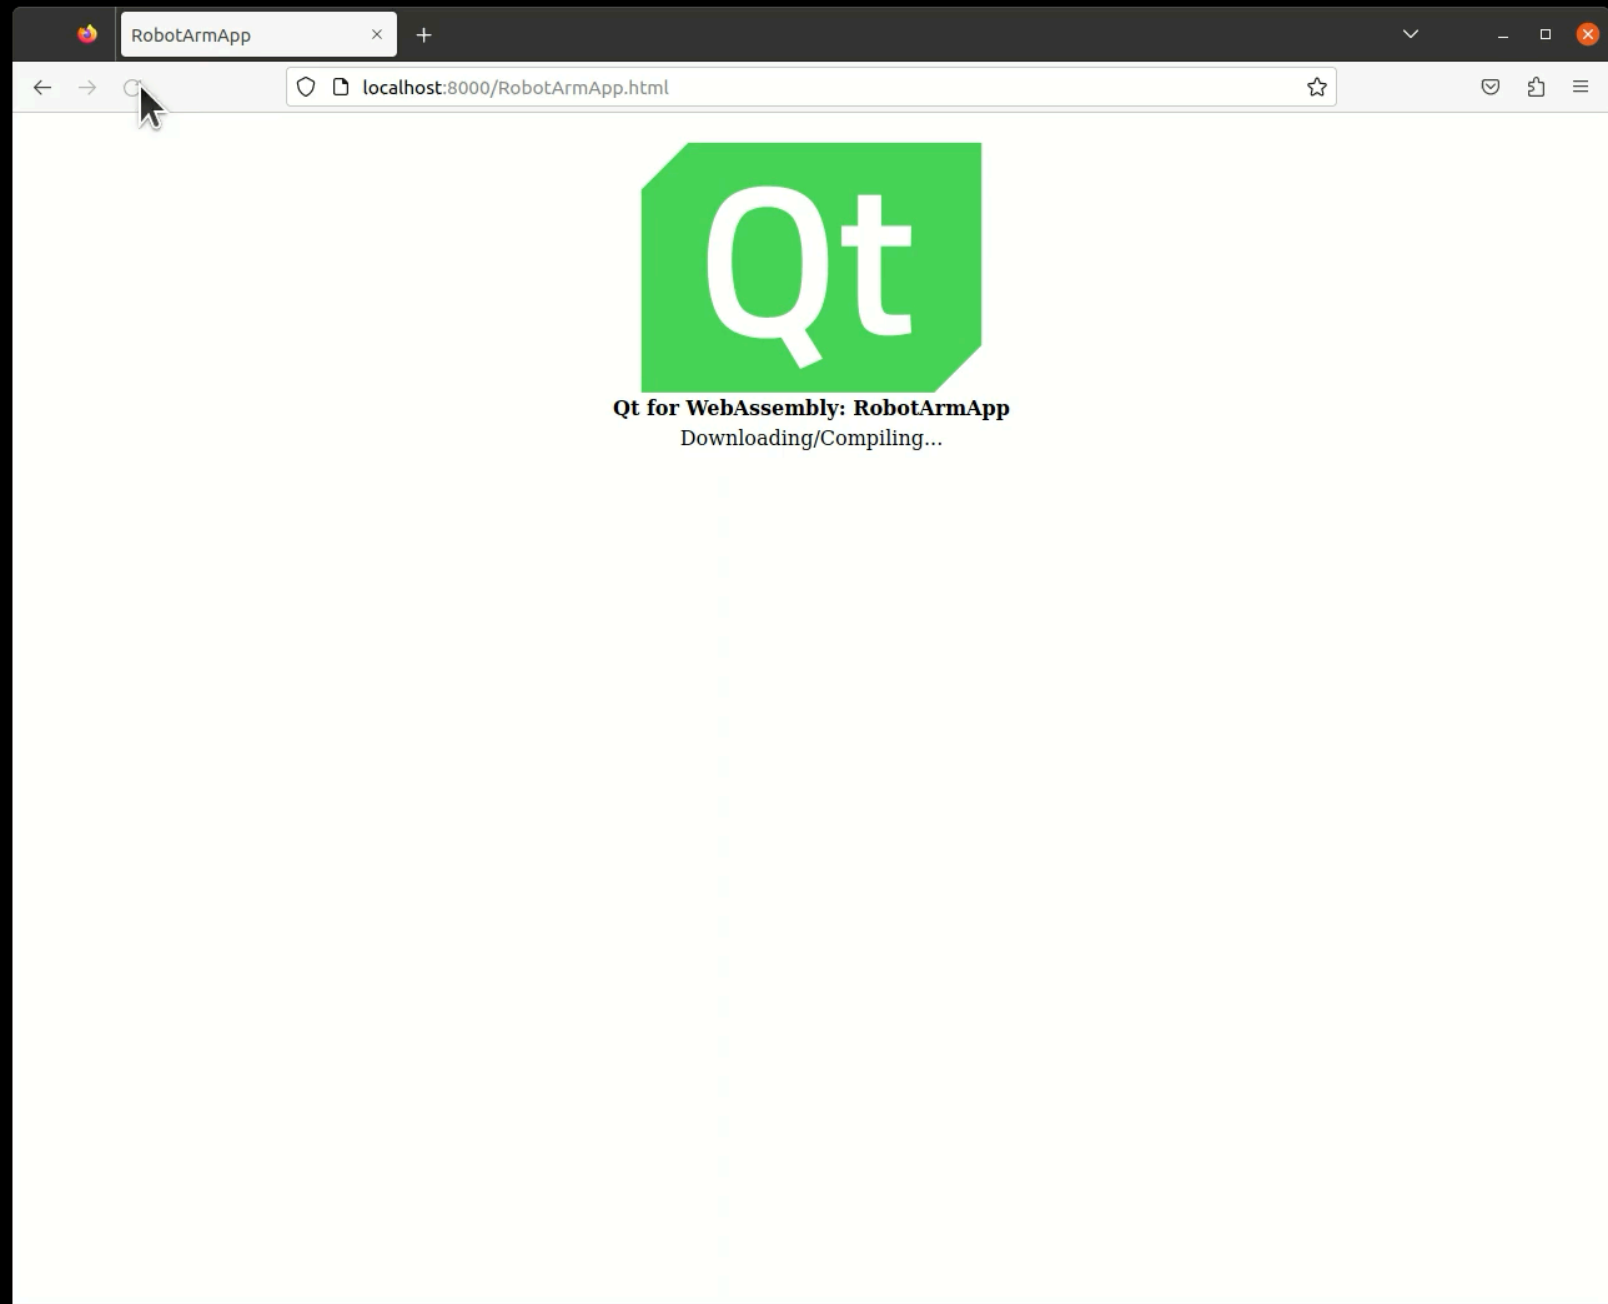 RobotArmApp
localhost:8000/RobotArmApp.html
Qt
Qt for WebAssembly: RobotArmApp
Downloading/Compiling...